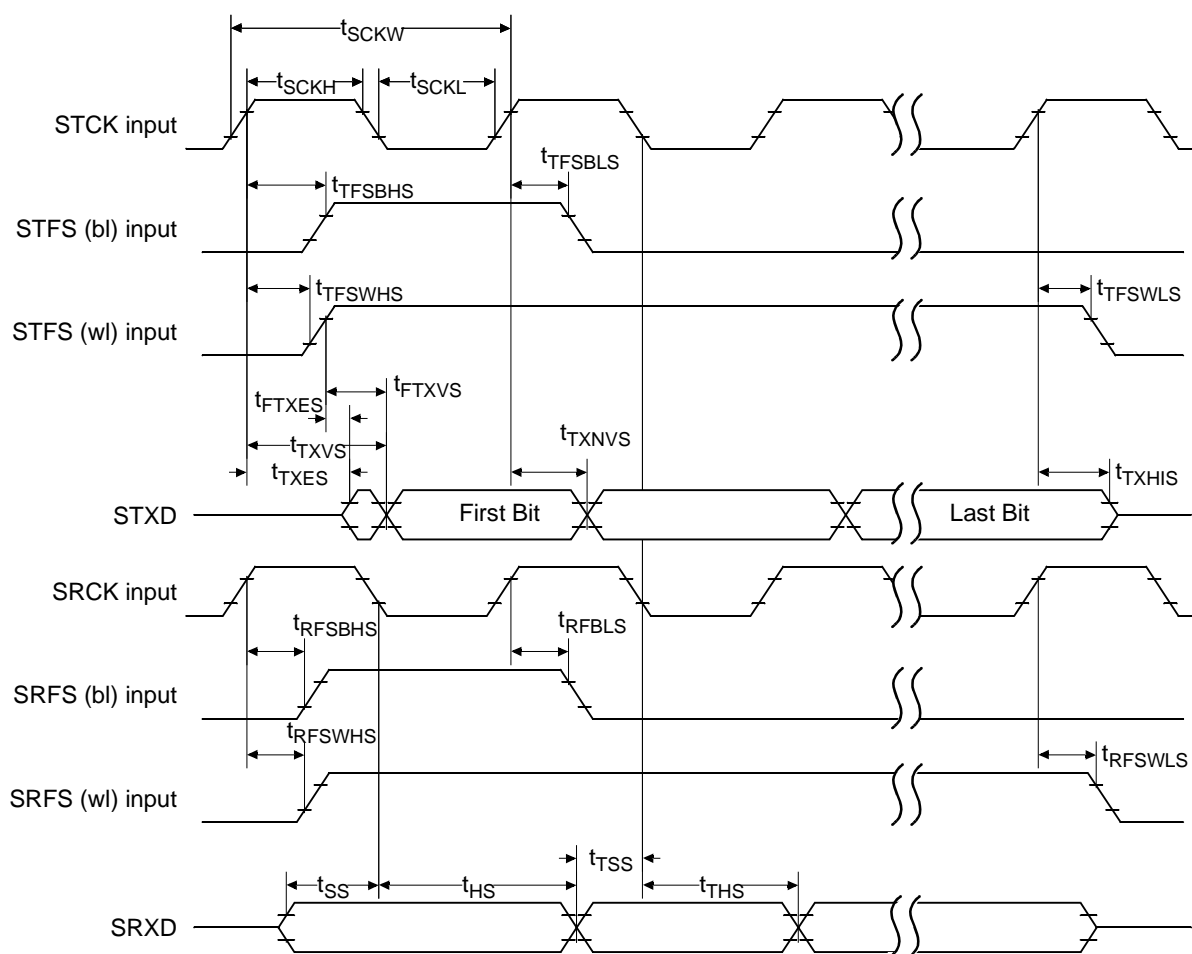 tSCKW
tSCKH
tSCKL
STCK input
tTFSBLS
tTFSBHS
STFS (bl) input
tTFSWHS
tTFSWLS
STFS (wl) input
tFTXVS
tFTXES
tTXVS
tTXNVS
tTXES
tTXHIS
STXD
First Bit
Last Bit
SRCK input
tRFSBHS
tRFBLS
SRFS (bl) input
tRFSWHS
tRFSWLS
SRFS (wl) input
tTSS
tSS
tHS
tTHS
SRXD